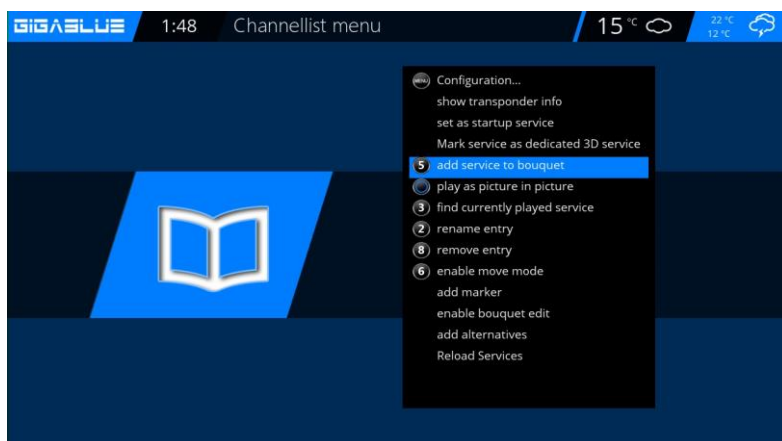 GIGABLUE 1:48 Channellist menu 15 °C 22 °C
12 °C
MENU Configuration...
show transponder info
set as startup service
Mark service as dedicated 3D service
5 add service to bouquet
play as picture in picture
3 find currently played service
2 rename entry
8 remove entry
6 enable move mode
add marker
enable bouquet edit
add alternatives
Reload Services